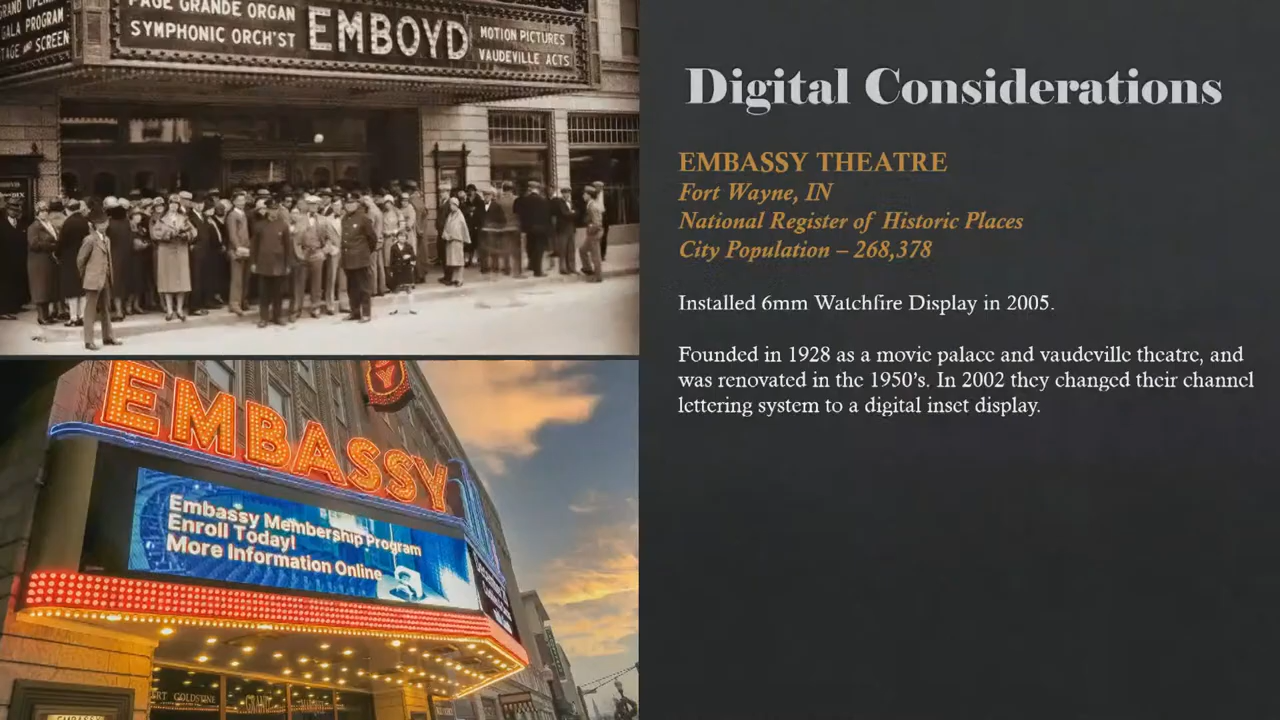 GALA PROGRAM
PAGE GRANDE ORGAN
SYMPHONIC ORCH'ST
EMBOYD
MOTION PICTURES
VAUDEVILLE ACTS
EMBASSY
Y
Embassy Membership Program
Enroll Today!
More Information Online
Digital Considerations
EMBASSY THEATRE
Fort Wayne, IN
National Register of Historic Places
City Population – 268,378
Installed 6mm Watchfire Display in 2005.
Founded in 1928 as a movie palace and vaudeville theatre, and
was renovated in the 1950's. In 2002 they changed their channel
lettering system to a digital inset display.